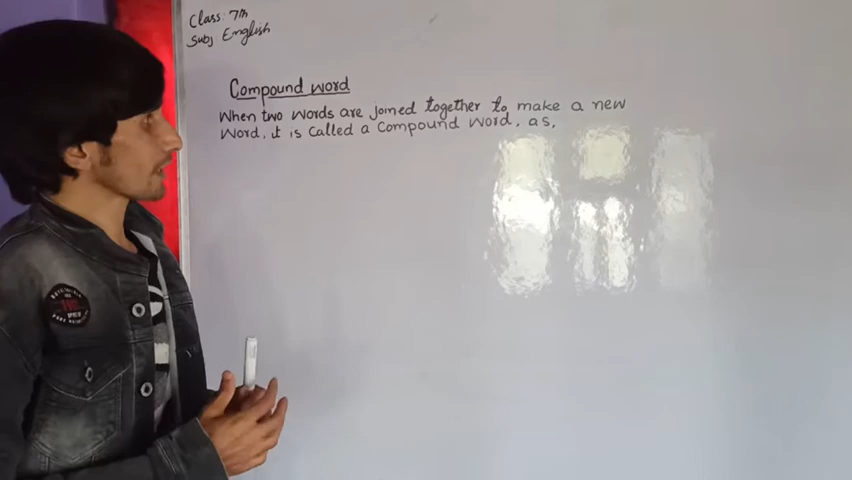 Class: 7th
Subj English
Compound word
When two words are joined together to make a new
word, it is called a compound word. as,